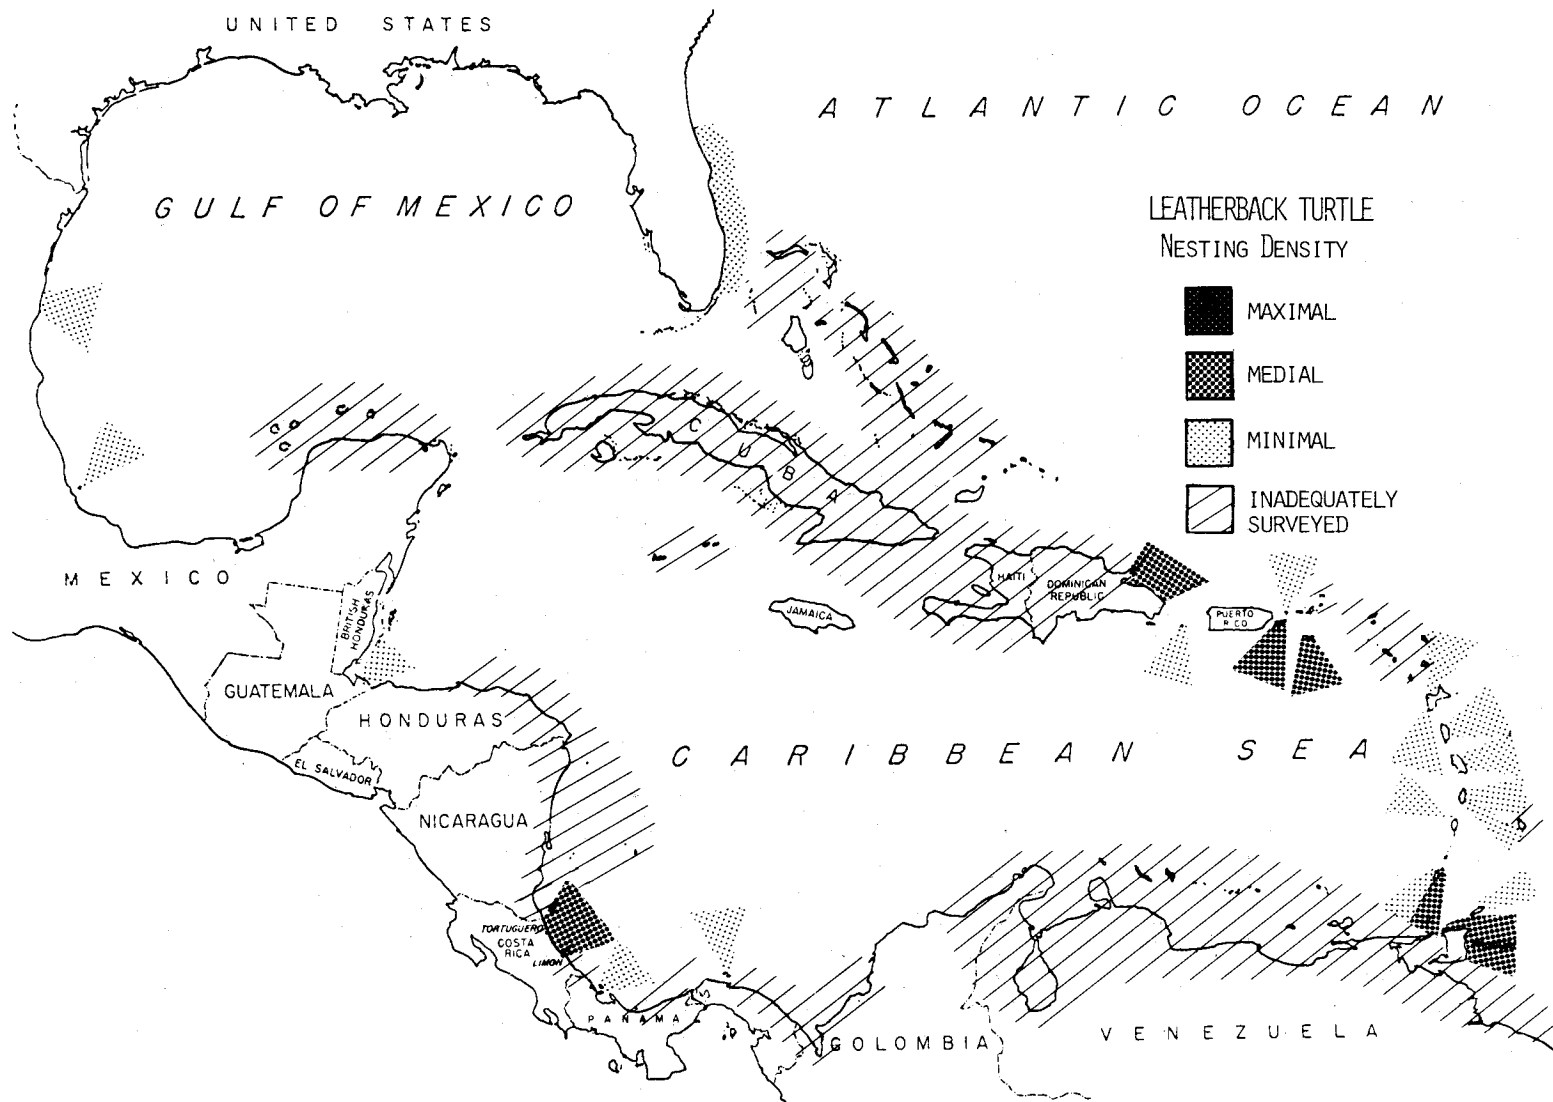 UNITED STATES
ATLANTIC OCEAN
GULF OF MEXICO
LEATHERBACK TURTLE
NESTING DENSITY
MAXIMAL
MEDIAL
MINIMAL
INADEQUATELY
SURVEYED
CUBA
MEXICO
BRITISH
HONDURAS
HAITI
DOMINICAN
REPUBLIC
JAMAICA
PUERTO
RICO
GUATEMALA
HONDURAS
EL SALVADOR
CARIBBEAN SEA
NICARAGUA
TORTUGUERO
COSTA
RICA
LIMON
PANAMA
COLOMBIA
VENEZUELA